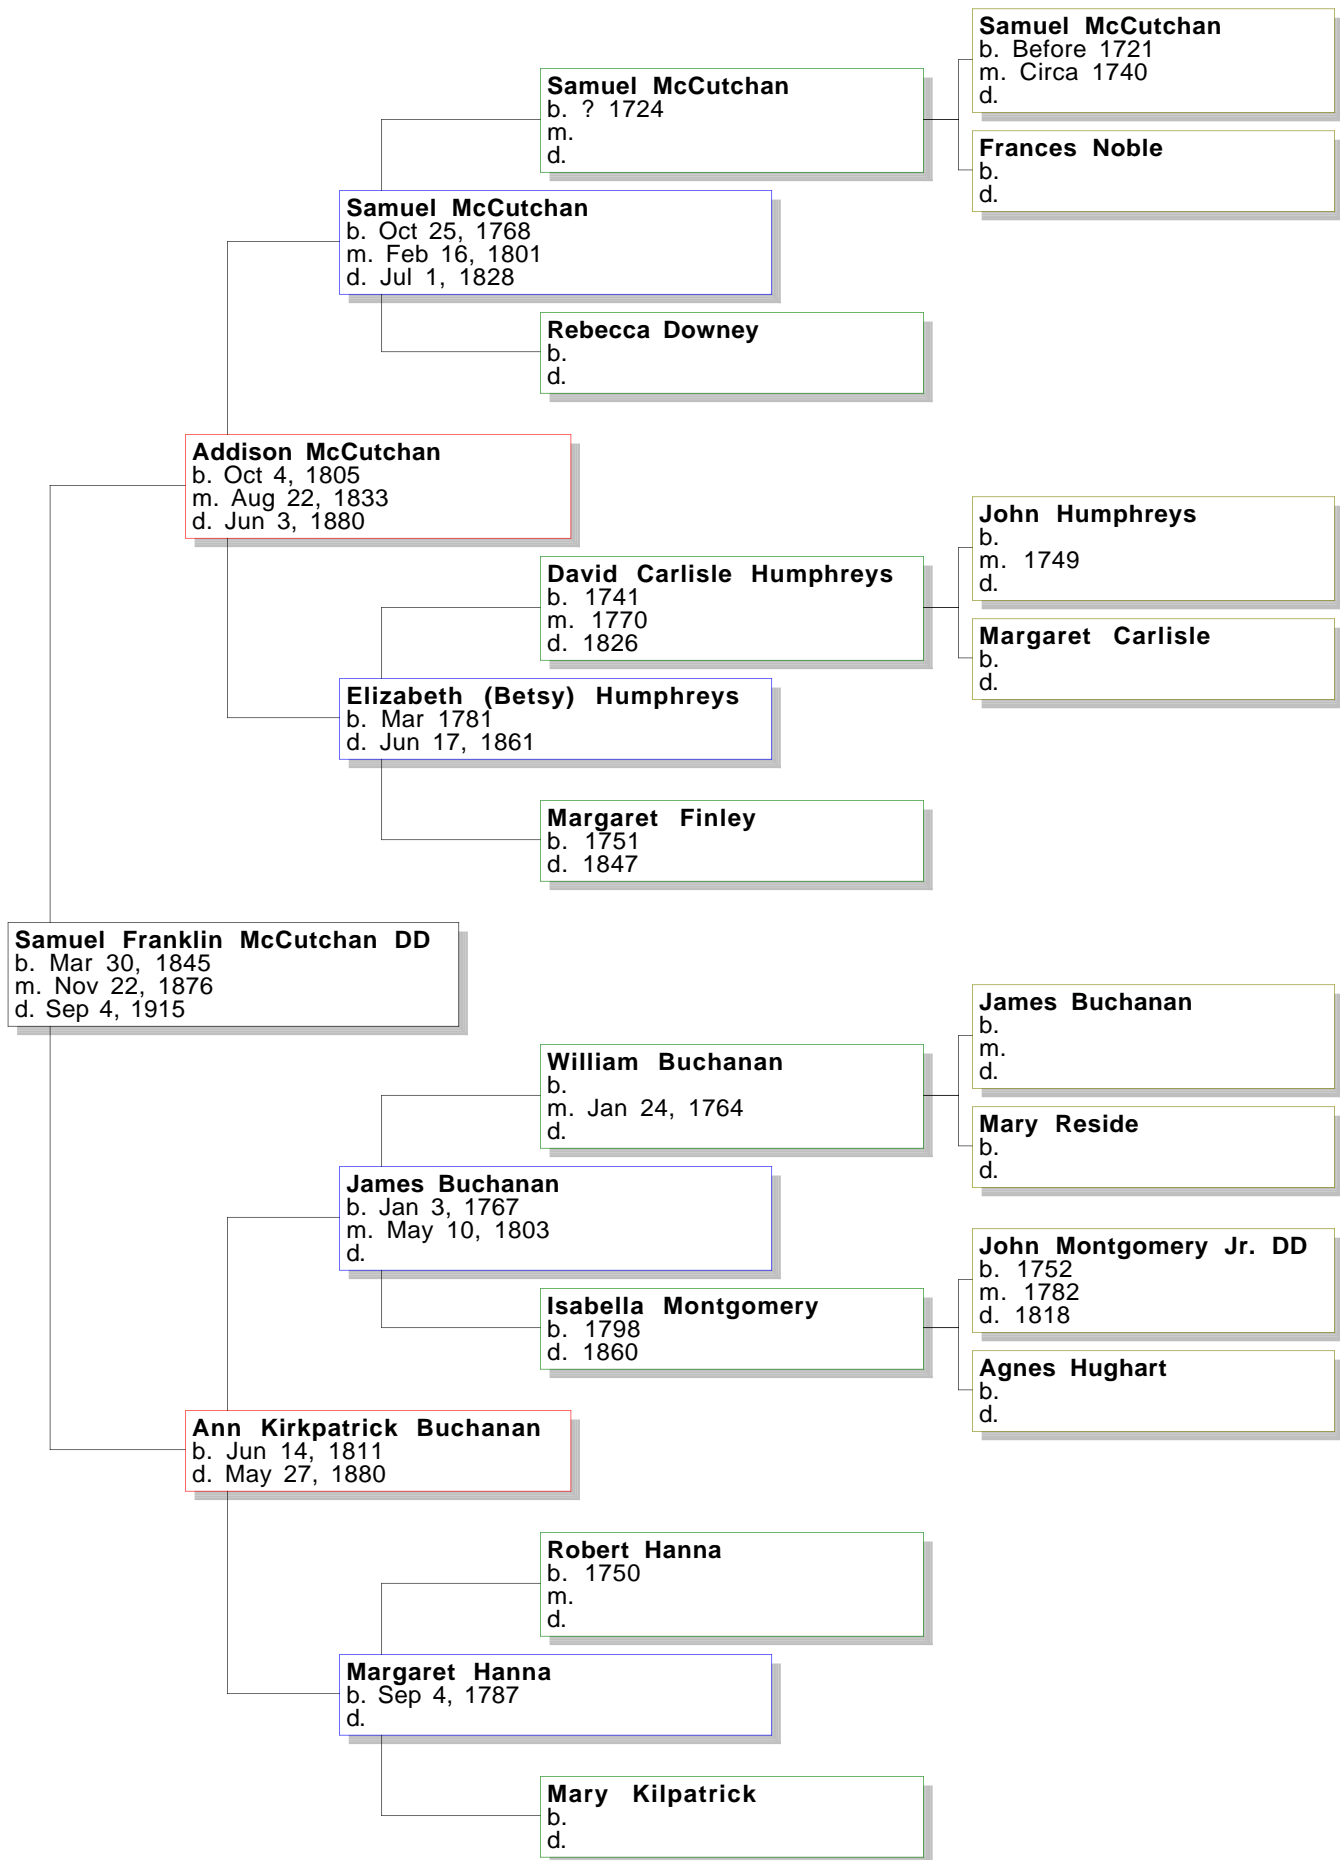 Samuel McCutchan
b. Before 1721
m. Circa 1740
d.
Samuel McCutchan
b. ? 1724
m.
d.
Frances Noble
b.
d.
Samuel McCutchan
b. Oct 25, 1768
m. Feb 16, 1801
d. Jul 1, 1828
Rebecca Downey
b.
d.
Addison McCutchan
b. Oct 4, 1805
m. Aug 22, 1833
d. Jun 3, 1880
John Humphreys
b.
m. 1749
d.
David Carlisle Humphreys
b. 1741
m. 1770
d. 1826
Margaret Carlisle
b.
d.
Elizabeth (Betsy) Humphreys
b. Mar 1781
d. Jun 17, 1861
Margaret Finley
b. 1751
d. 1847
Samuel Franklin McCutchan DD
b. Mar 30, 1845
m. Nov 22, 1876
d. Sep 4, 1915
James Buchanan
b.
m.
d.
William Buchanan
b.
m. Jan 24, 1764
d.
Mary Reside
b.
d.
James Buchanan
b. Jan 3, 1767
m. May 10, 1803
d.
John Montgomery Jr. DD
b. 1752
m. 1782
d. 1818
Isabella Montgomery
b. 1798
d. 1860
Agnes Hughart
b.
d.
Ann Kirkpatrick Buchanan
b. Jun 14, 1811
d. May 27, 1880
Robert Hanna
b. 1750
m.
d.
Margaret Hanna
b. Sep 4, 1787
d.
Mary Kilpatrick
b.
d.